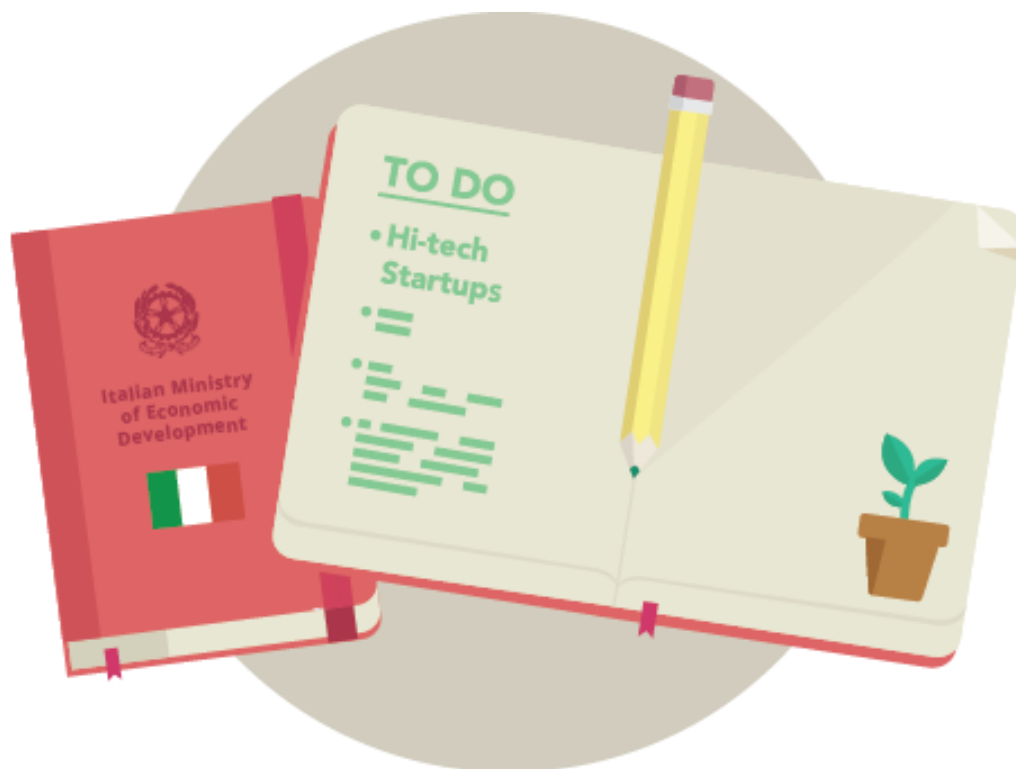 TO DO
• Hi-tech
Startups
Italian Ministry
of Economic
Development